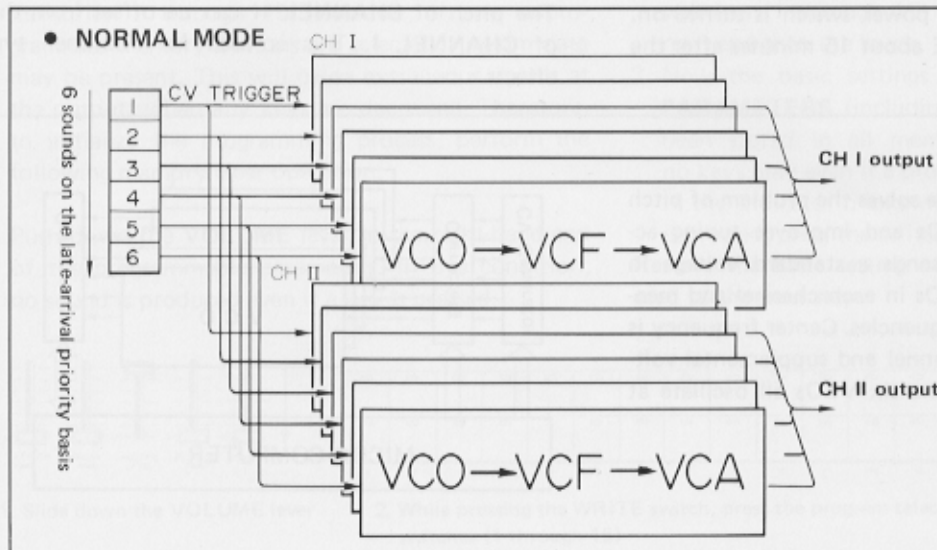 • NORMAL MODE
CH I
CV TRIGGER
1
2
3
4
5
6
6 sounds on the late-arrival priority basis
VCO → VCF → VCA
CH I output
CH II
VCO → VCF → VCA
CH II output